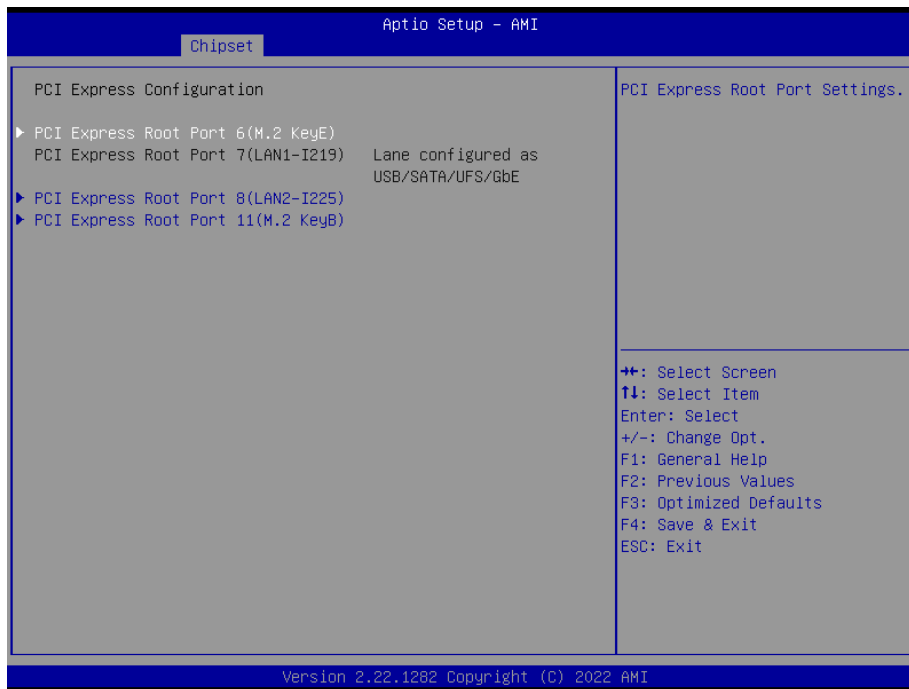 Aptio Setup – AMI
Chipset
PCI Express Configuration
PCI Express Root Port Settings.
▶ PCI Express Root Port 6(M.2 KeyE)
PCI Express Root Port 7(LAN1-I219) Lane configured as
USB/SATA/UFS/GbE
▶ PCI Express Root Port 8(LAN2-I225)
▶ PCI Express Root Port 11(M.2 KeyB)
→←: Select Screen
↑↓: Select Item
Enter: Select
+/-: Change Opt.
F1: General Help
F2: Previous Values
F3: Optimized Defaults
F4: Save & Exit
ESC: Exit
Version 2.22.1282 Copyright (C) 2022 AMI